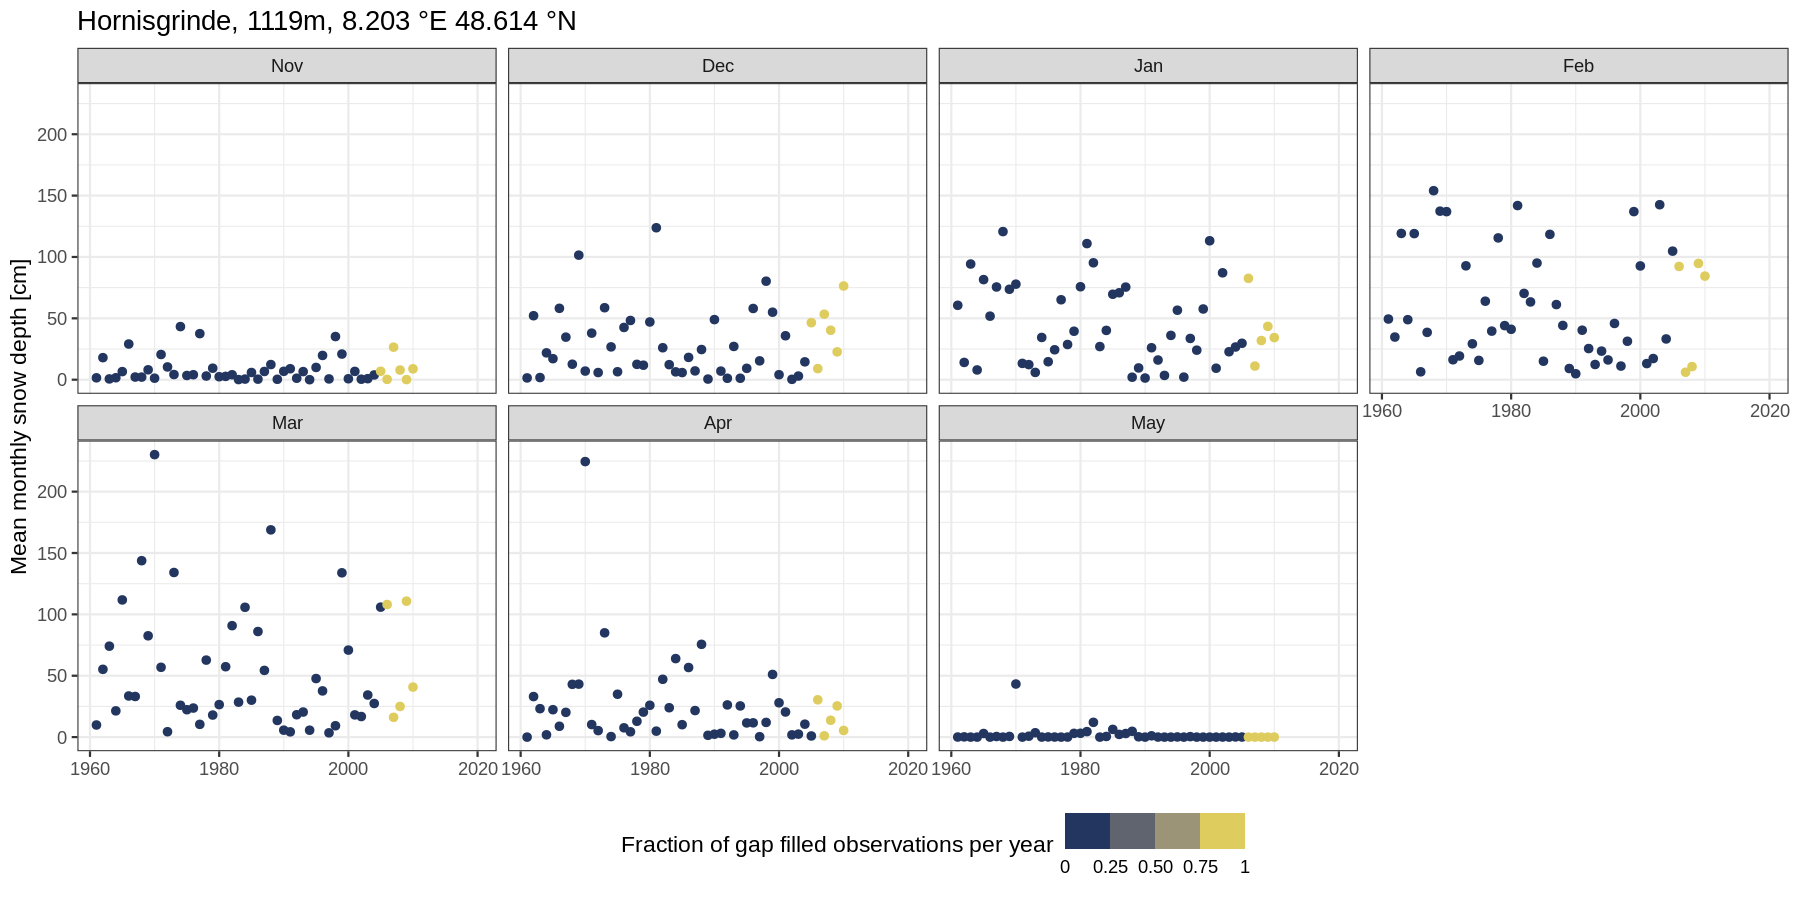 Hornisgrinde, 1119m, 8.203 °E 48.614 °N
Nov
Dec
Jan
Feb
200
150
100
50
0
1960 1980 2000 2020
Mean monthly snow depth [cm]
Mar
Apr
May
200
150
100
50
0
1960 1980 2000 2020
1960 1980 2000 2020
1960 1980 2000 2020
Fraction of gap filled observations per year
0 0.25 0.50 0.75 1